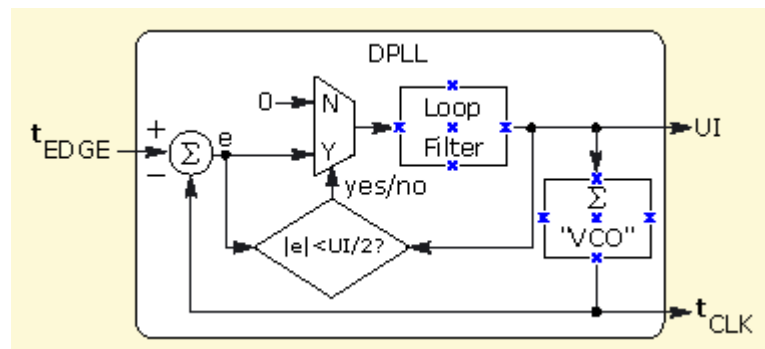 DPLL
0
N
Loop
Filter
t EDGE
+
−
Σ
e
Y
UI
yes/no
|e|<UI/2?
Σ
"VCO"
t CLK